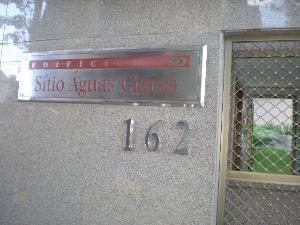 EDIFÍCIO
Sítio Águas Claras
162